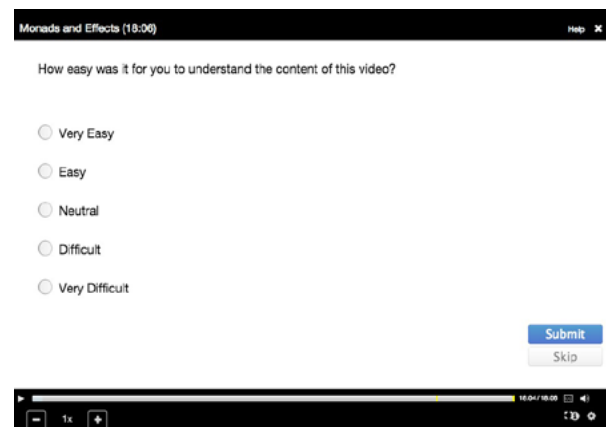 Monads and Effects (18:06)
Help ✖
How easy was it for you to understand the content of this video?
Very Easy
Easy
Neutral
Difficult
Very Difficult
Submit
Skip
1x